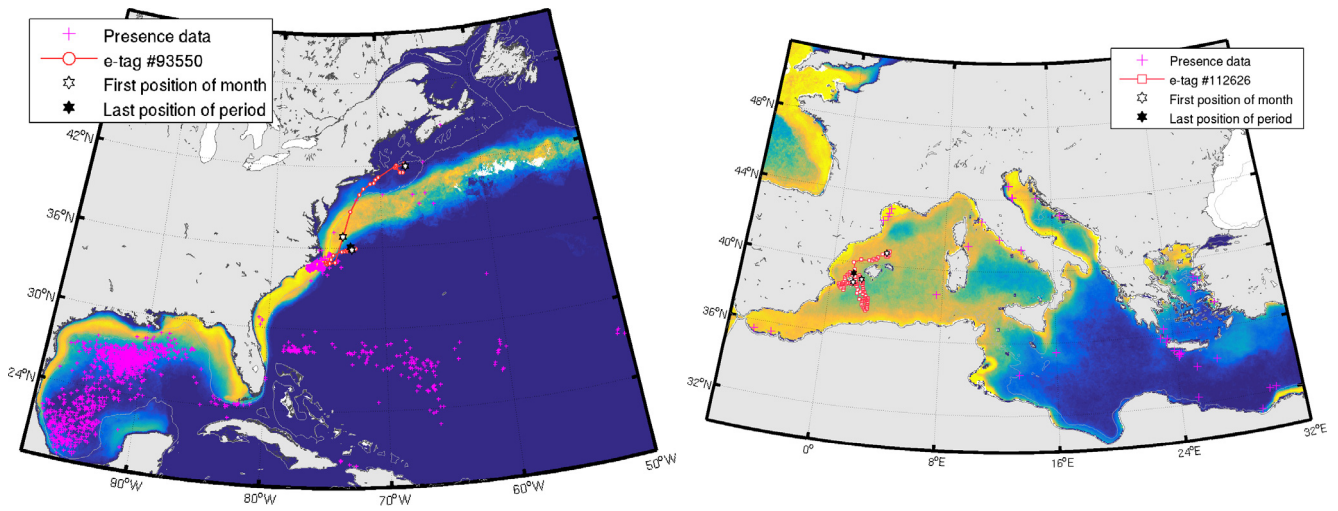 Presence data
e-tag #93550
First position of month
Last position of period
42°N
36°N
30°N
24°N
90°W
80°W
70°W
60°W
50°W
Presence data
e-tag #112626
First position of month
Last position of period
48°N
44°N
40°N
36°N
32°N
0°
8°E
16°E
24°E
32°E